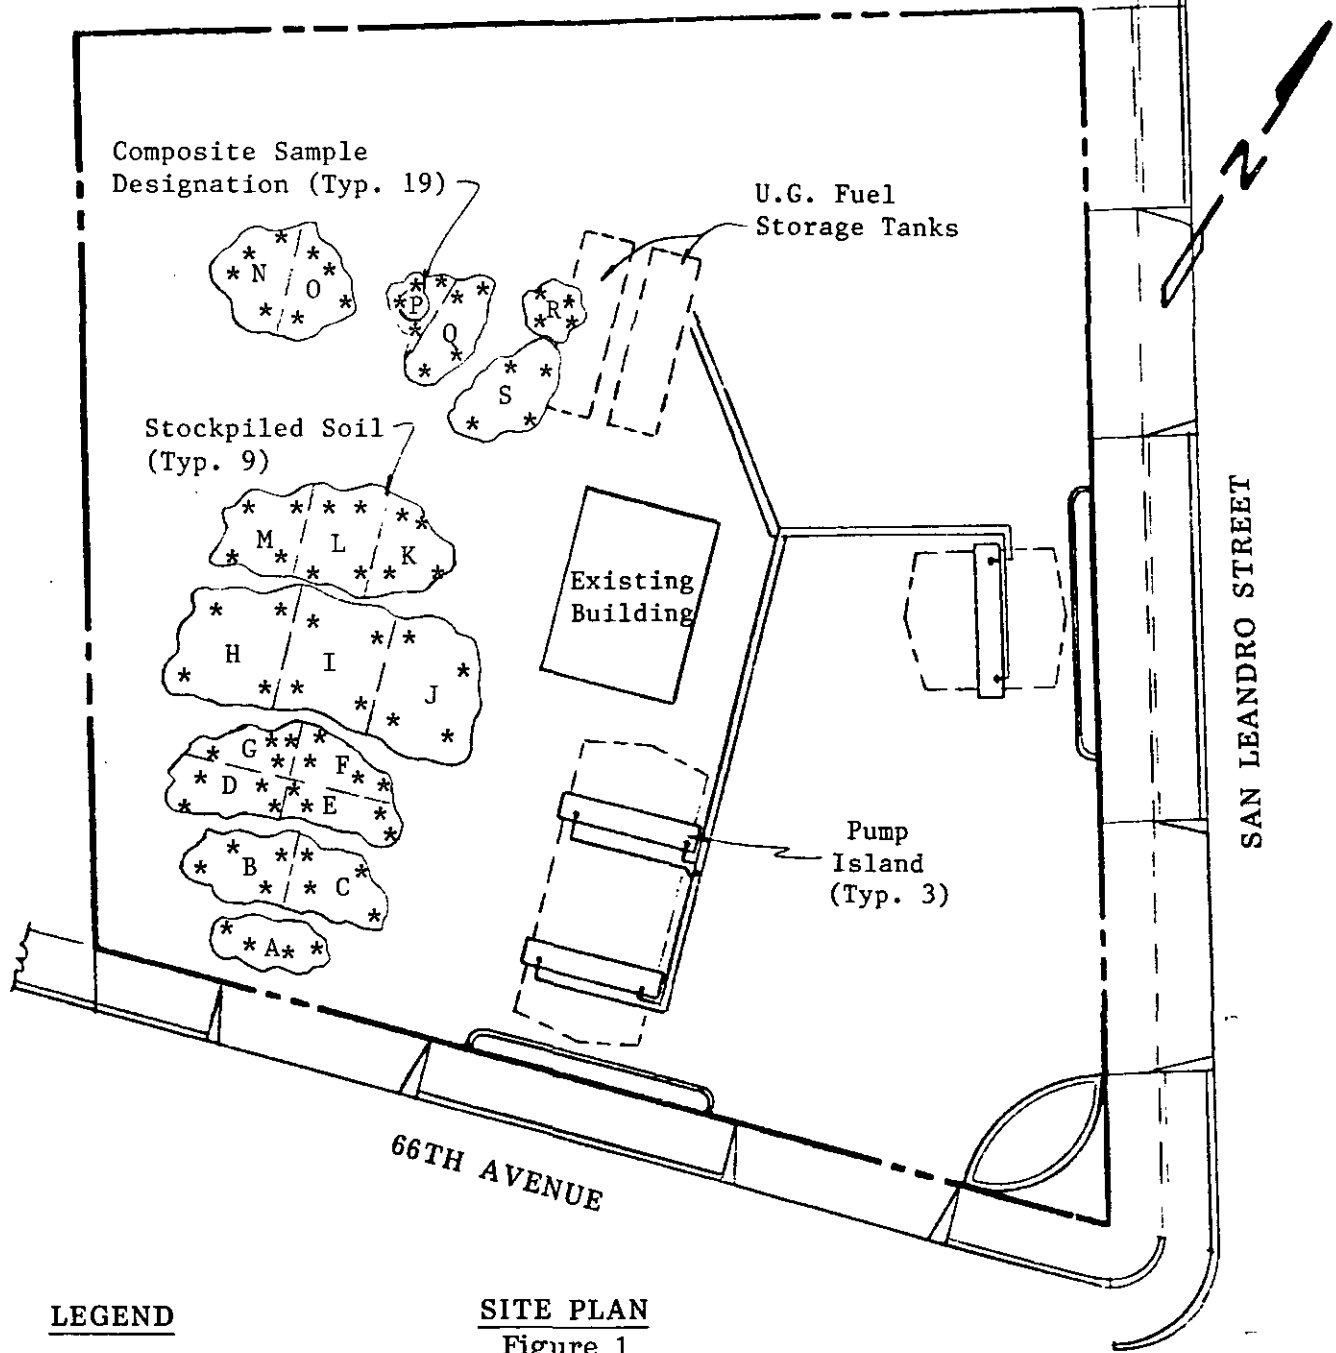 Composite Sample
Designation (Typ. 19)
U.G. Fuel
Storage Tanks
N
N
O
P
Q
R
S
Stockpiled Soil
(Typ. 9)
M
L
K
Existing
Building
H
I
J
G
F
D
E
Pump
Island
(Typ. 3)
B
C
A
SAN LEANDRO STREET
66TH AVENUE
LEGEND
SITE PLAN
Figure 1